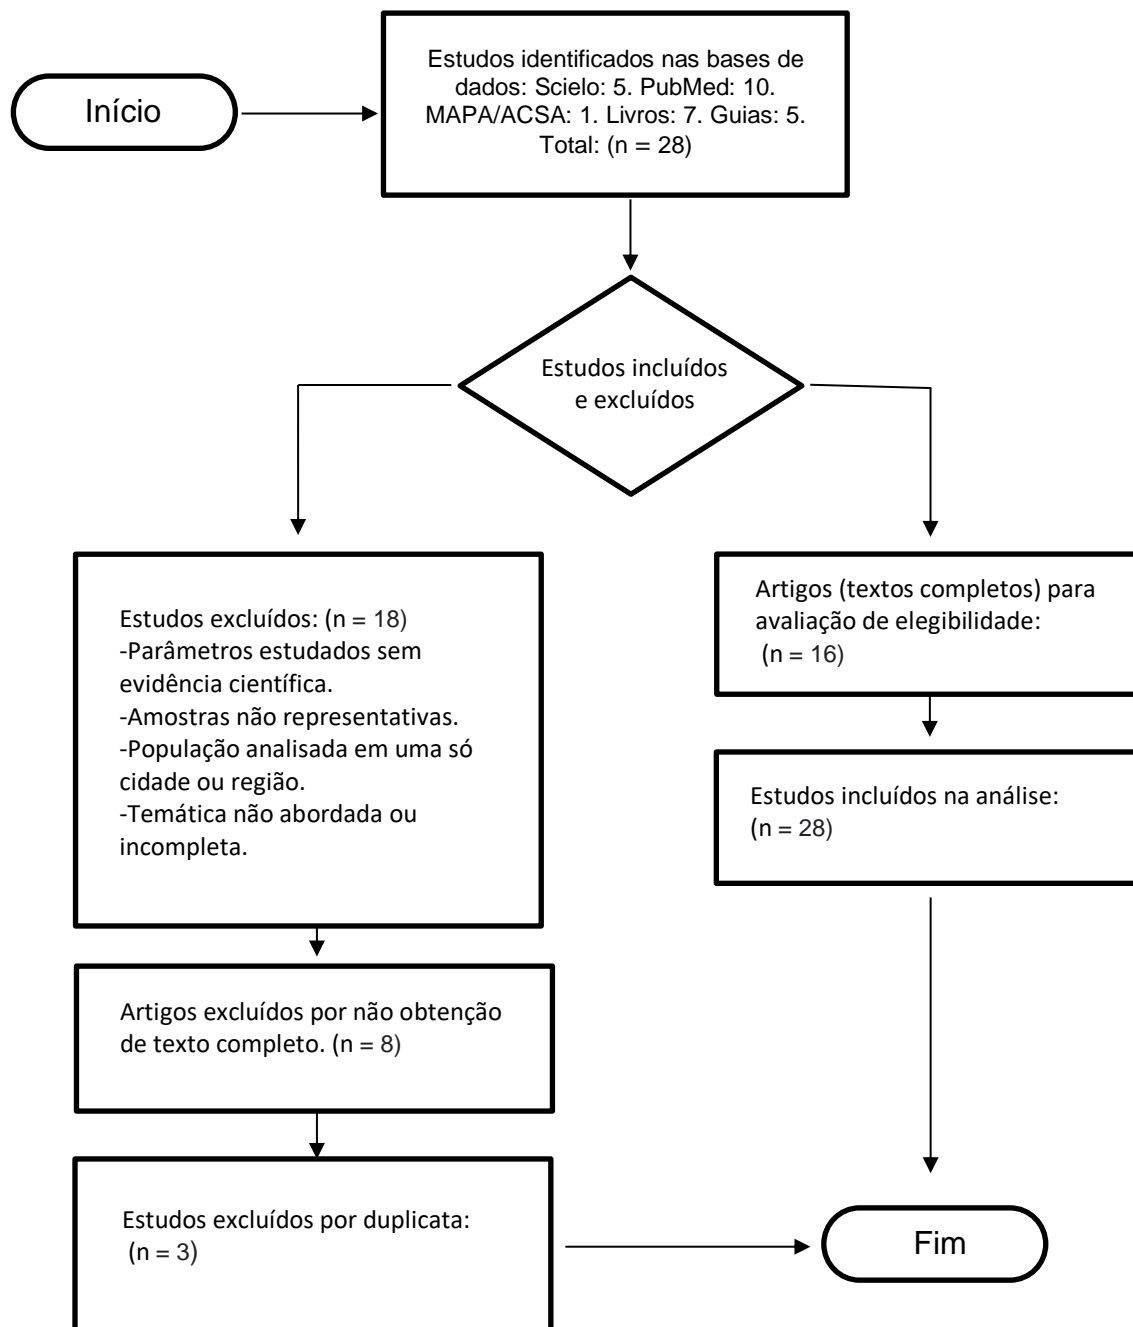 Início
Estudos identificados nas bases de
dados: Scielo: 5. PubMed: 10.
MAPA/ACSA: 1. Livros: 7. Guias: 5.
Total: (n = 28)
Estudos incluídos
e excluídos
Estudos excluídos: (n = 18)
-Parâmetros estudados sem
evidência científica.
-Amostras não representativas.
-População analisada em uma só
cidade ou região.
-Temática não abordada ou
incompleta.
Artigos (textos completos) para
avaliação de elegibilidade:
(n = 16)
Estudos incluídos na análise:
(n = 28)
Artigos excluídos por não obtenção
de texto completo. (n = 8)
Estudos excluídos por duplicata:
(n = 3)
Fim